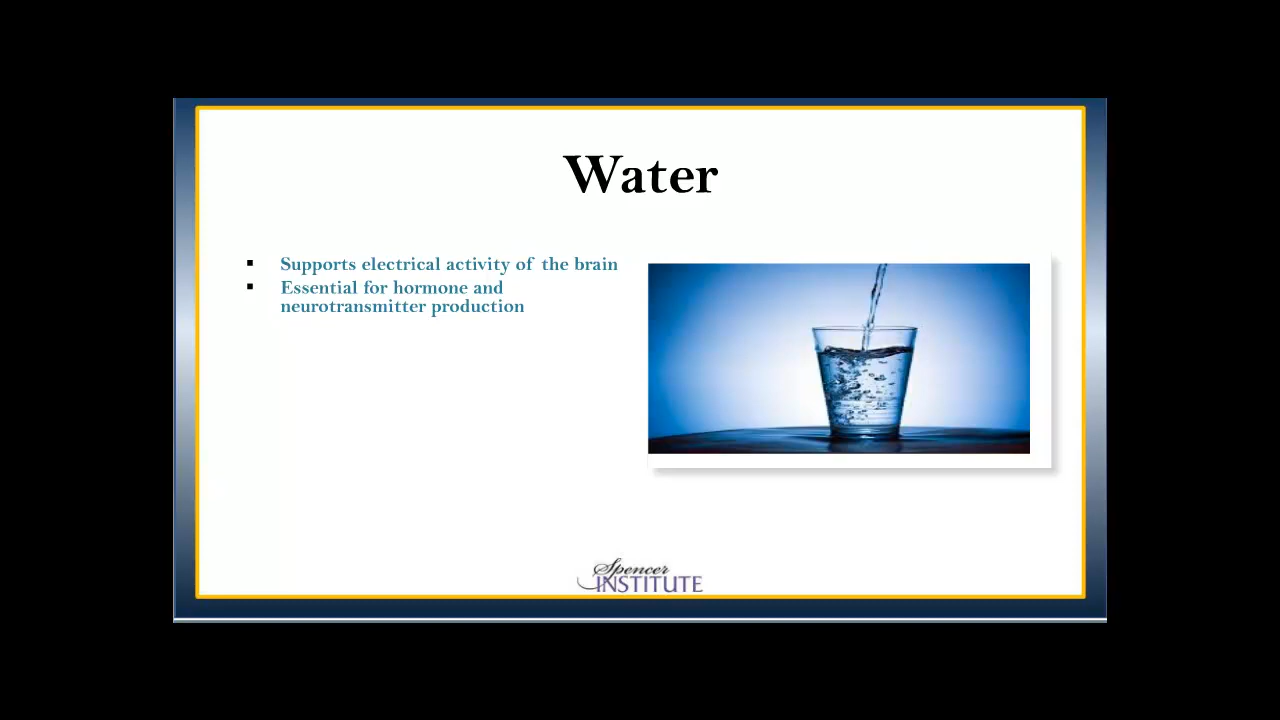 Water
Supports electrical activity of the brain
Essential for hormone and
neurotransmitter production
Spencer
INSTITUTE